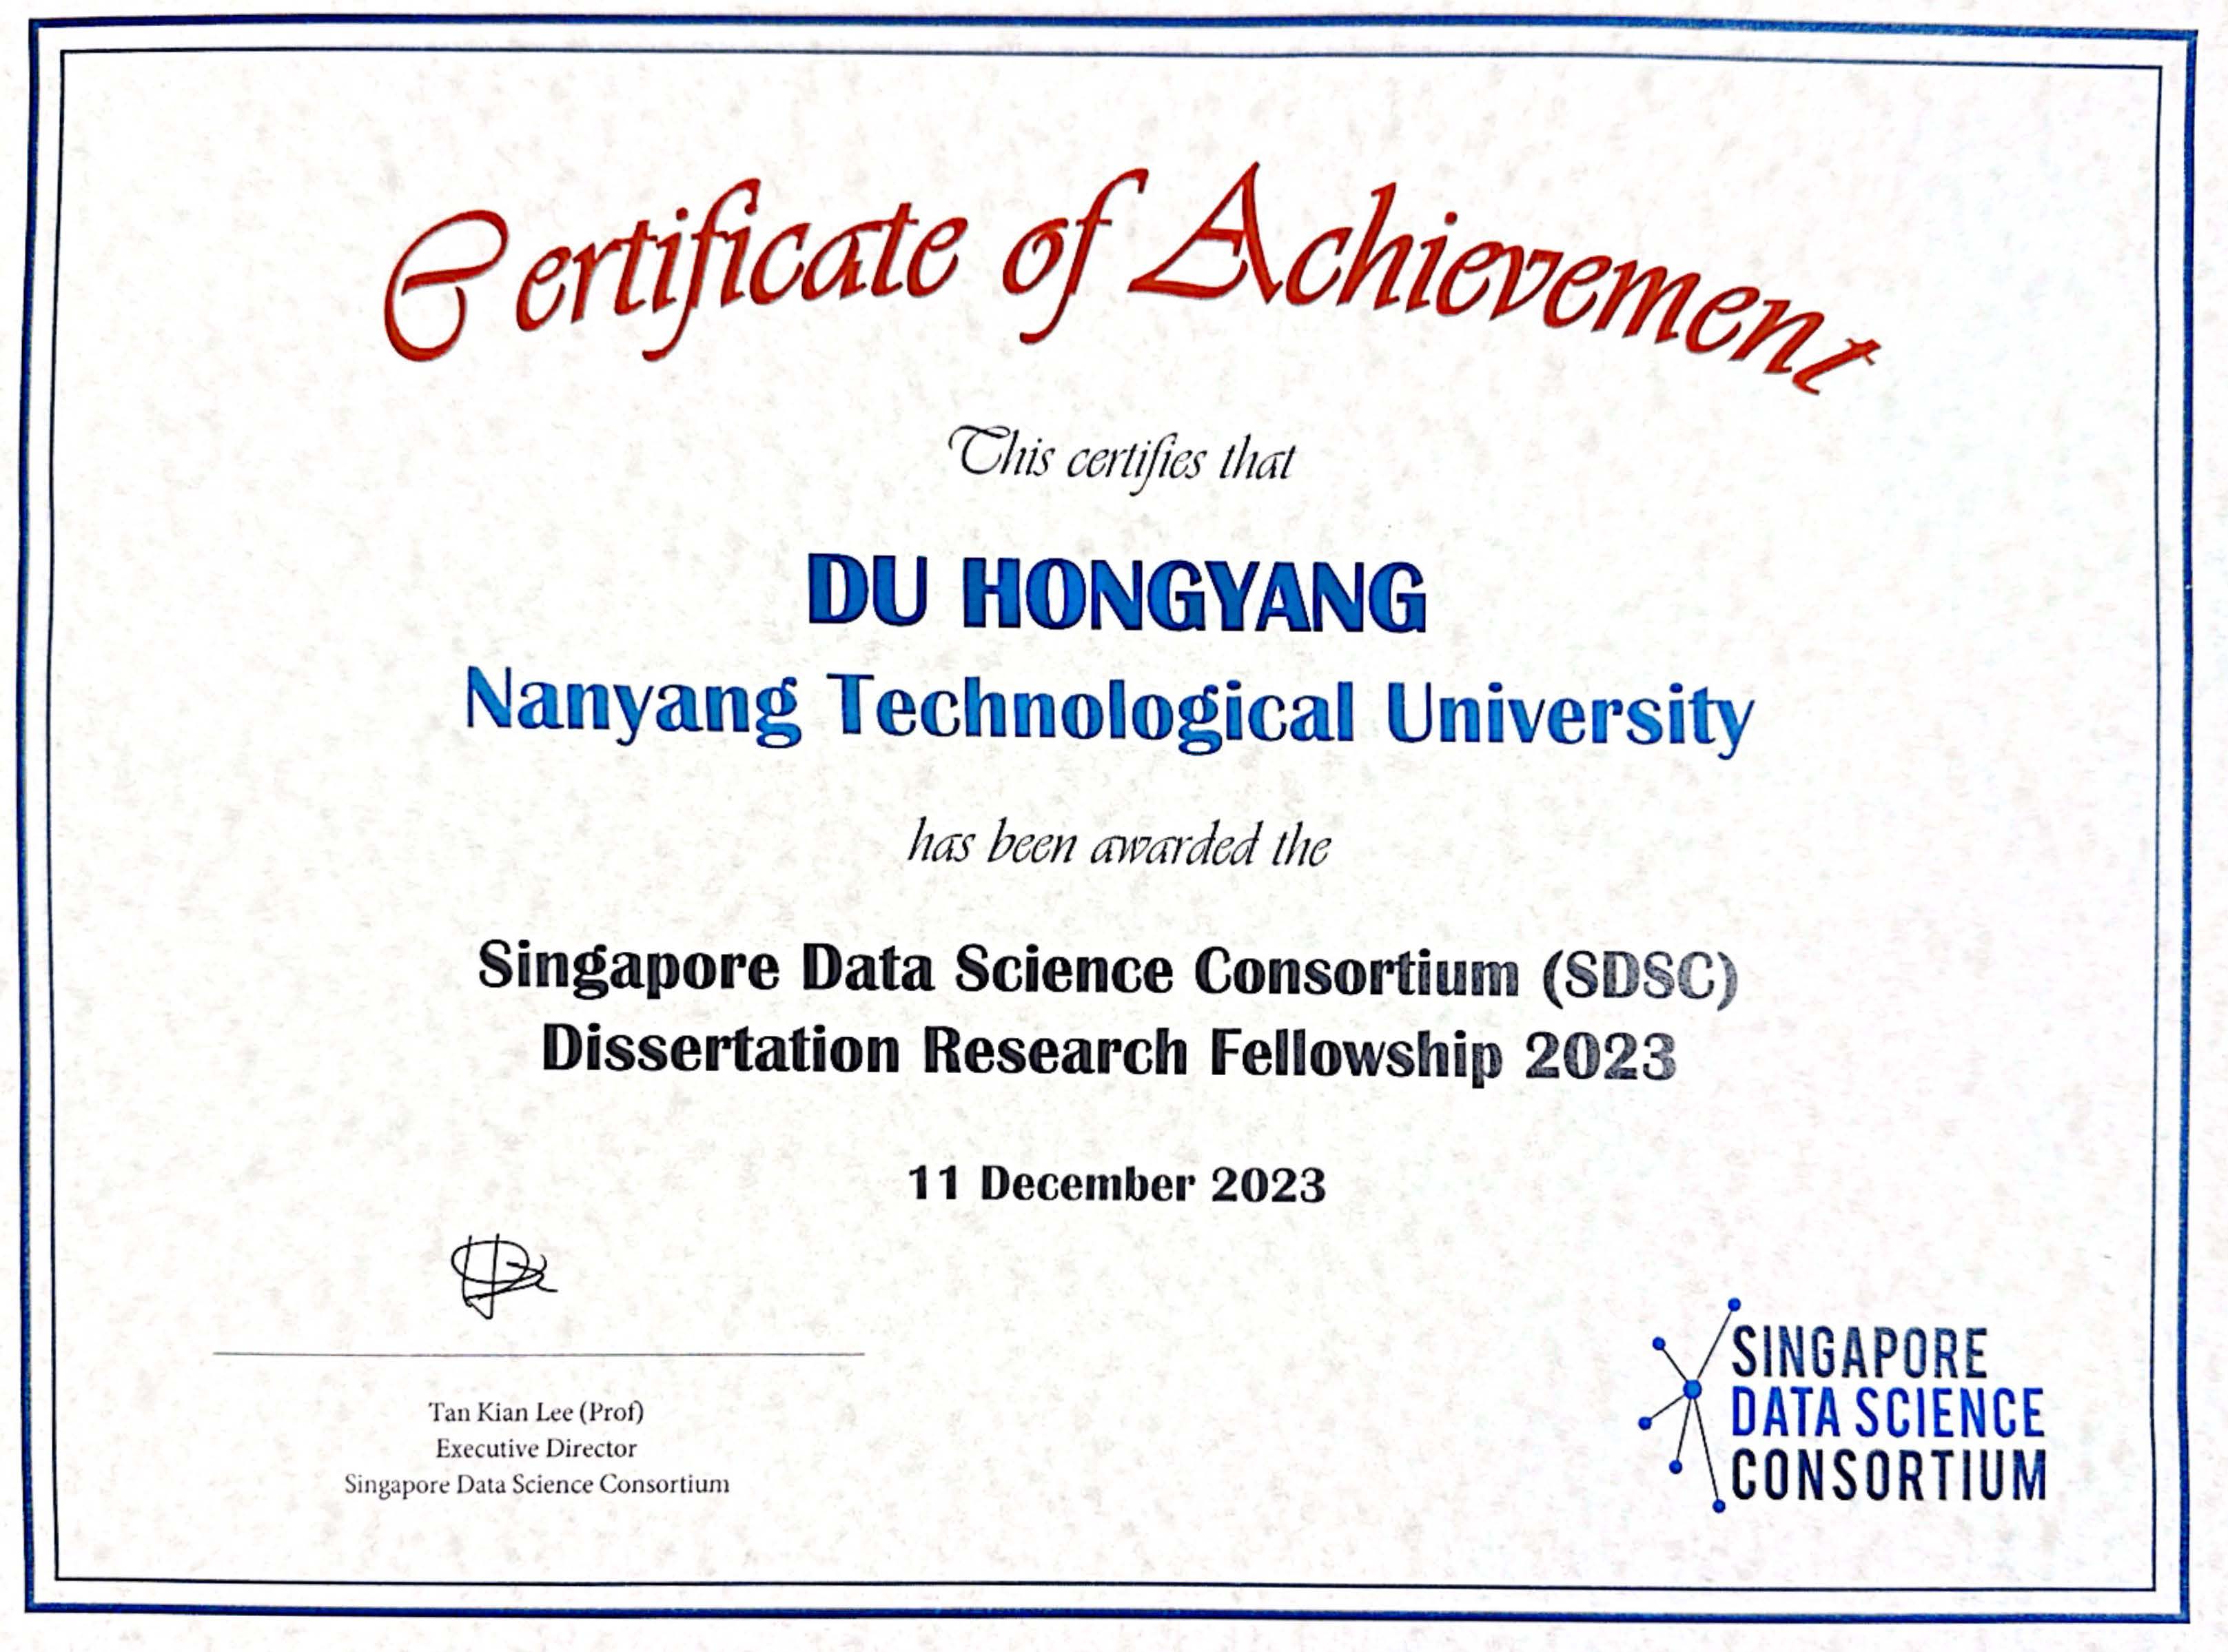 Certificate of Achievement
This certifies that
DU HONGYANG
Nanyang Technological University
has been awarded the
Singapore Data Science Consortium (SDSC)
Dissertation Research Fellowship 2023
11 December 2023
Tan Kian Lee (Prof)
Executive Director
Singapore Data Science Consortium
SINGAPORE
DATA SCIENCE
CONSORTIUM